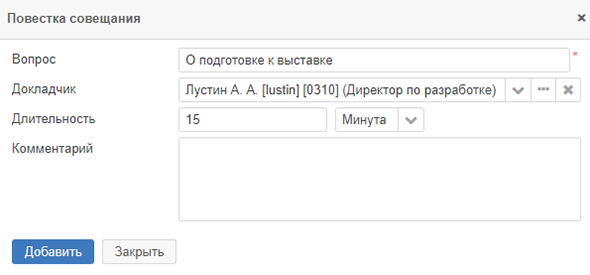 Повестка совещания
Вопрос О подготовке к выставке *
Докладчик Лустин А. А. [lustin] [0310] (Директор по разработке)
Длительность 15 Минута
Комментарий
Добавить Закрыть